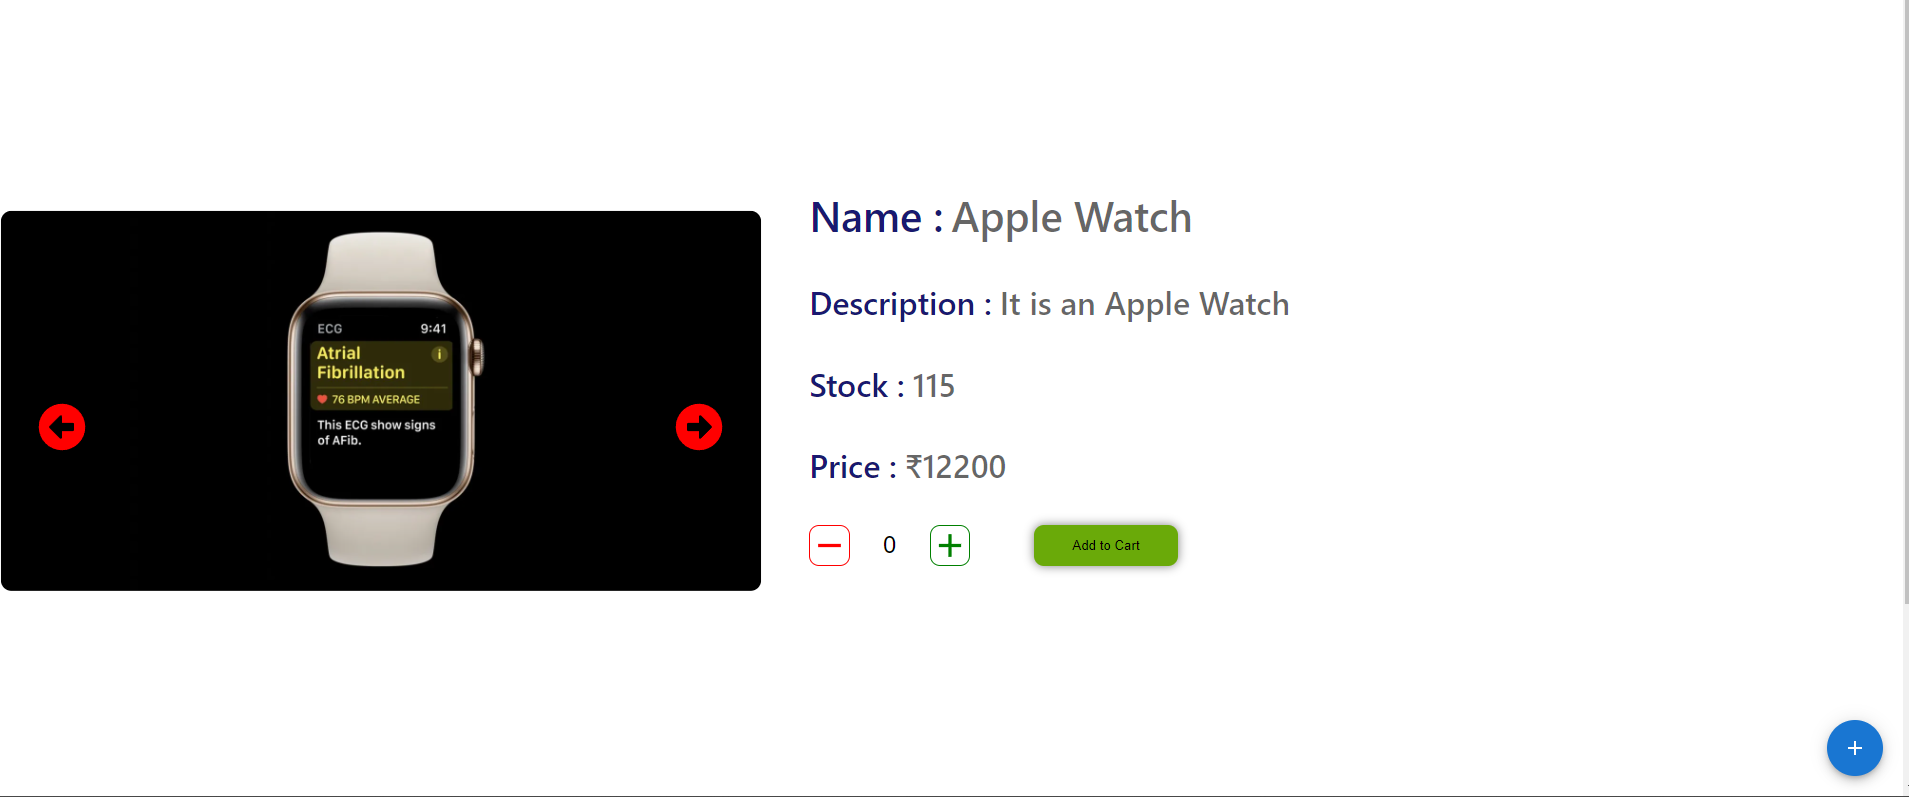 ECG 9:41
Atrial i
Fibrillation
76 BPM AVERAGE
This ECG show signs
of AFib.
Name : Apple Watch
Description : It is an Apple Watch
Stock : 115
Price : ₹12200
0
Add to Cart